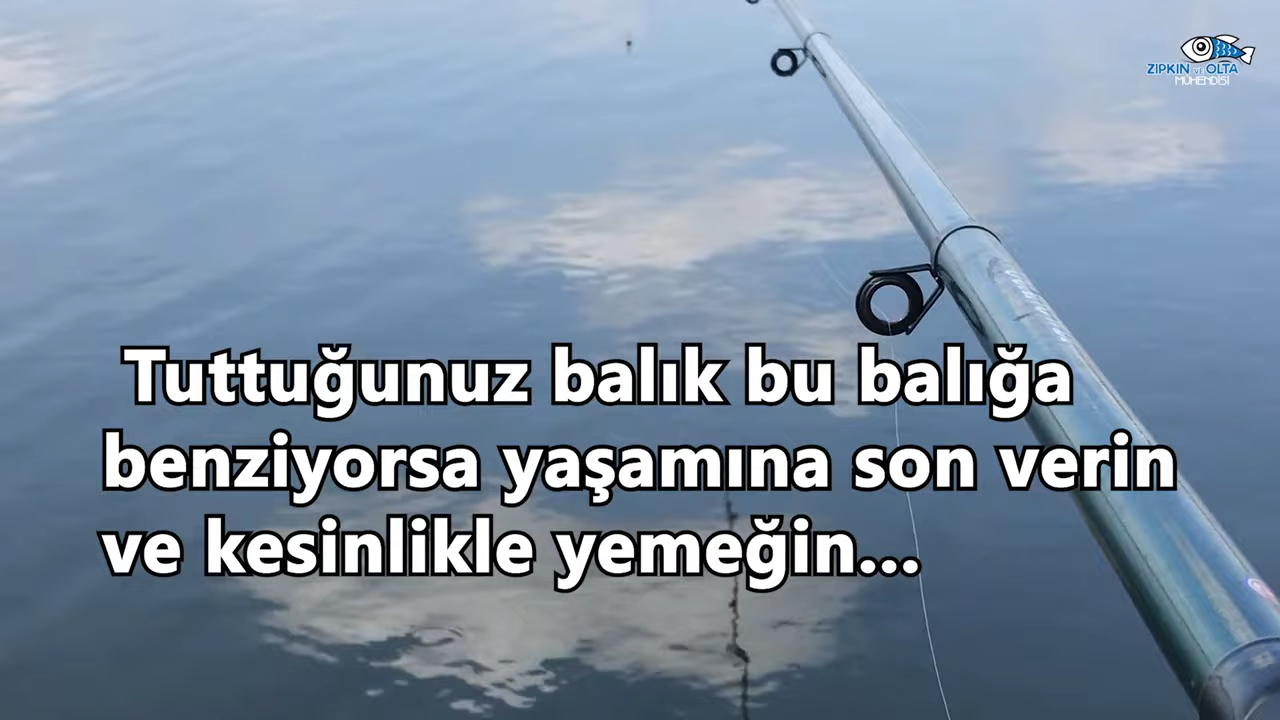 ZIPKIN ve OLTA
MÜHENDİSİ
Tuttuğunuz balık bu balığa
benziyorsa yaşamına son verin
ve kesinlikle yemeğin...